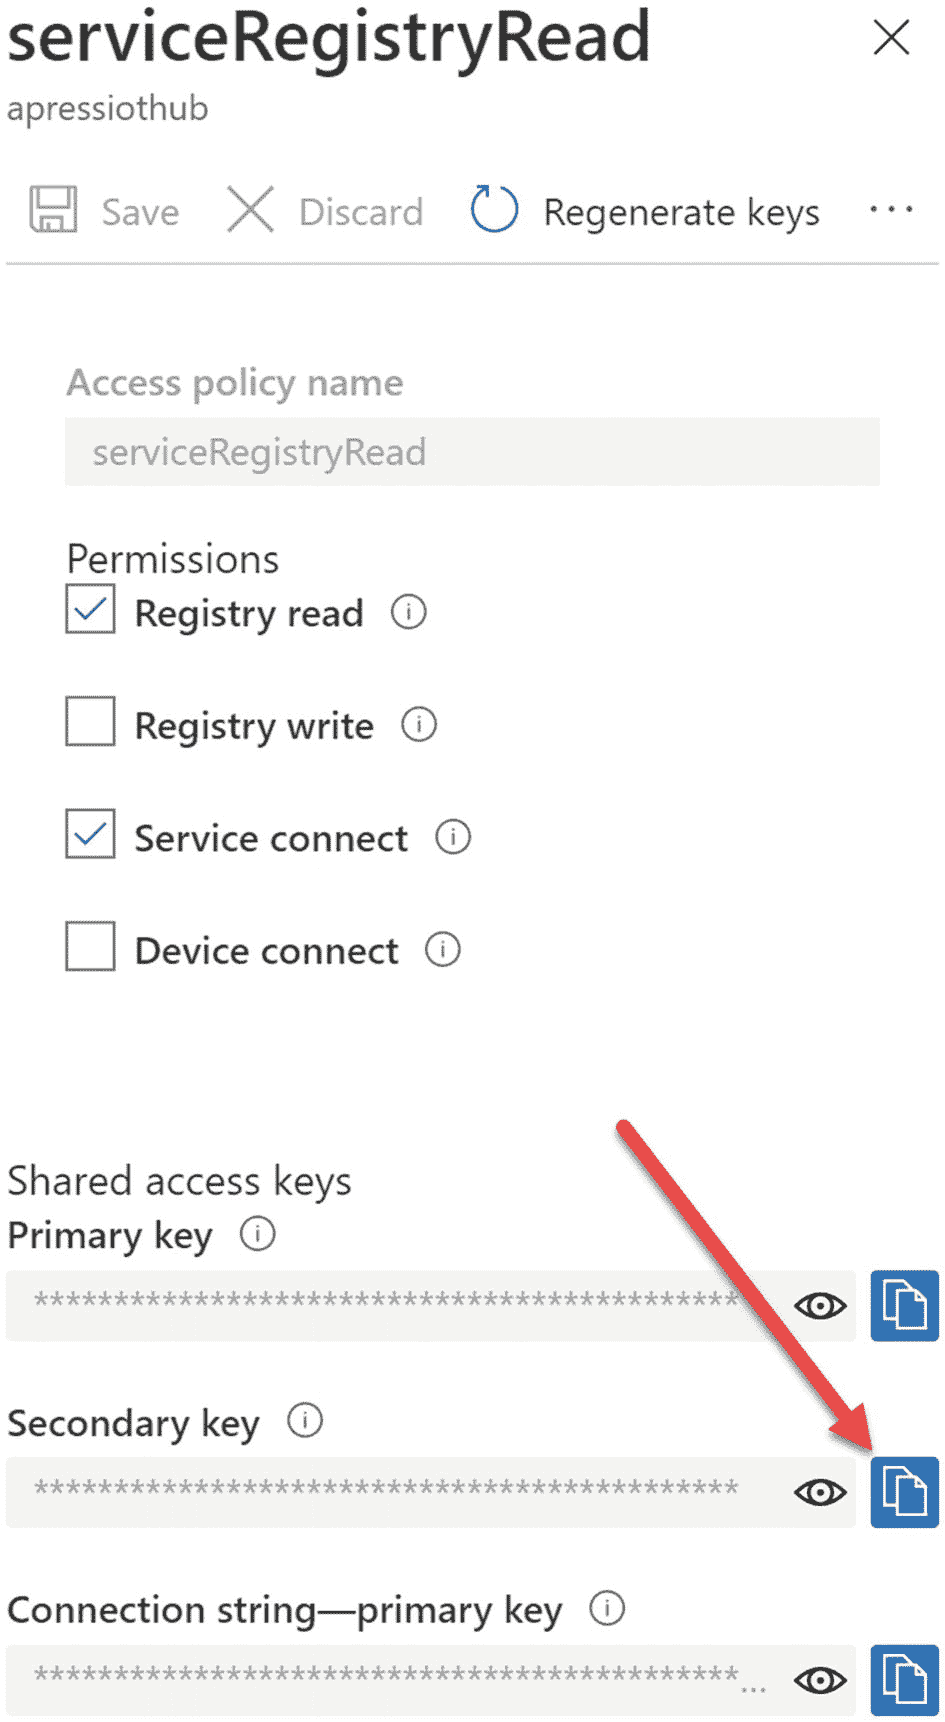 serviceRegistryRead
apressiothub
Save Discard Regenerate keys ...
Access policy name
serviceRegistryRead
Permissions
Registry read
Registry write
Service connect
Device connect
Shared access keys
Primary key
********************************************
Secondary key
********************************************
Connection string—primary key
********************************************...